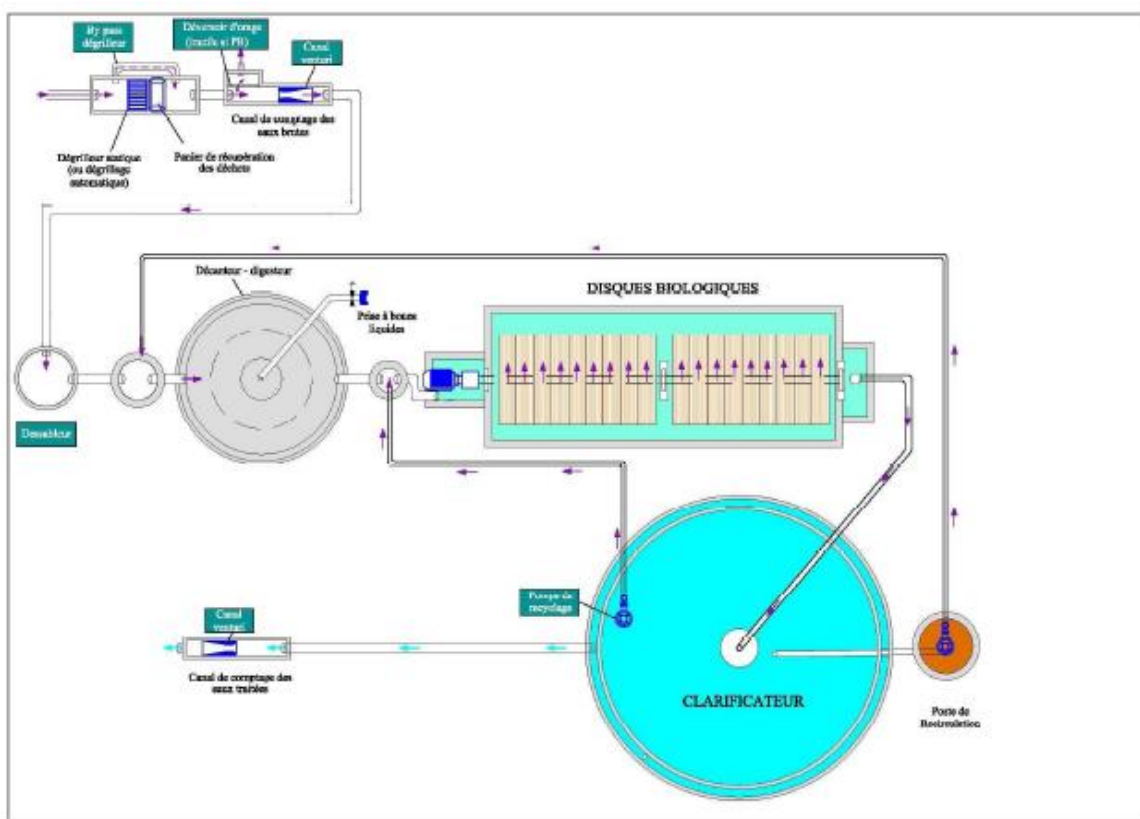 By pass
dégrilleur
Déversoir d'orage
(inutile si PR)
Canal
venturi
Canal de comptage des
eaux brutes
Dégrilleur statique
(ou dégrillage
automatique)
Panier de récupération
des déchets
Décanteur - digesteur
Prise à boues
liquides
DISQUES BIOLOGIQUES
Dessableur
Pompe de
recyclage
Canal
venturi
Canal de comptage des
eaux traitées
CLARIFICATEUR
Poste de
Recirculation